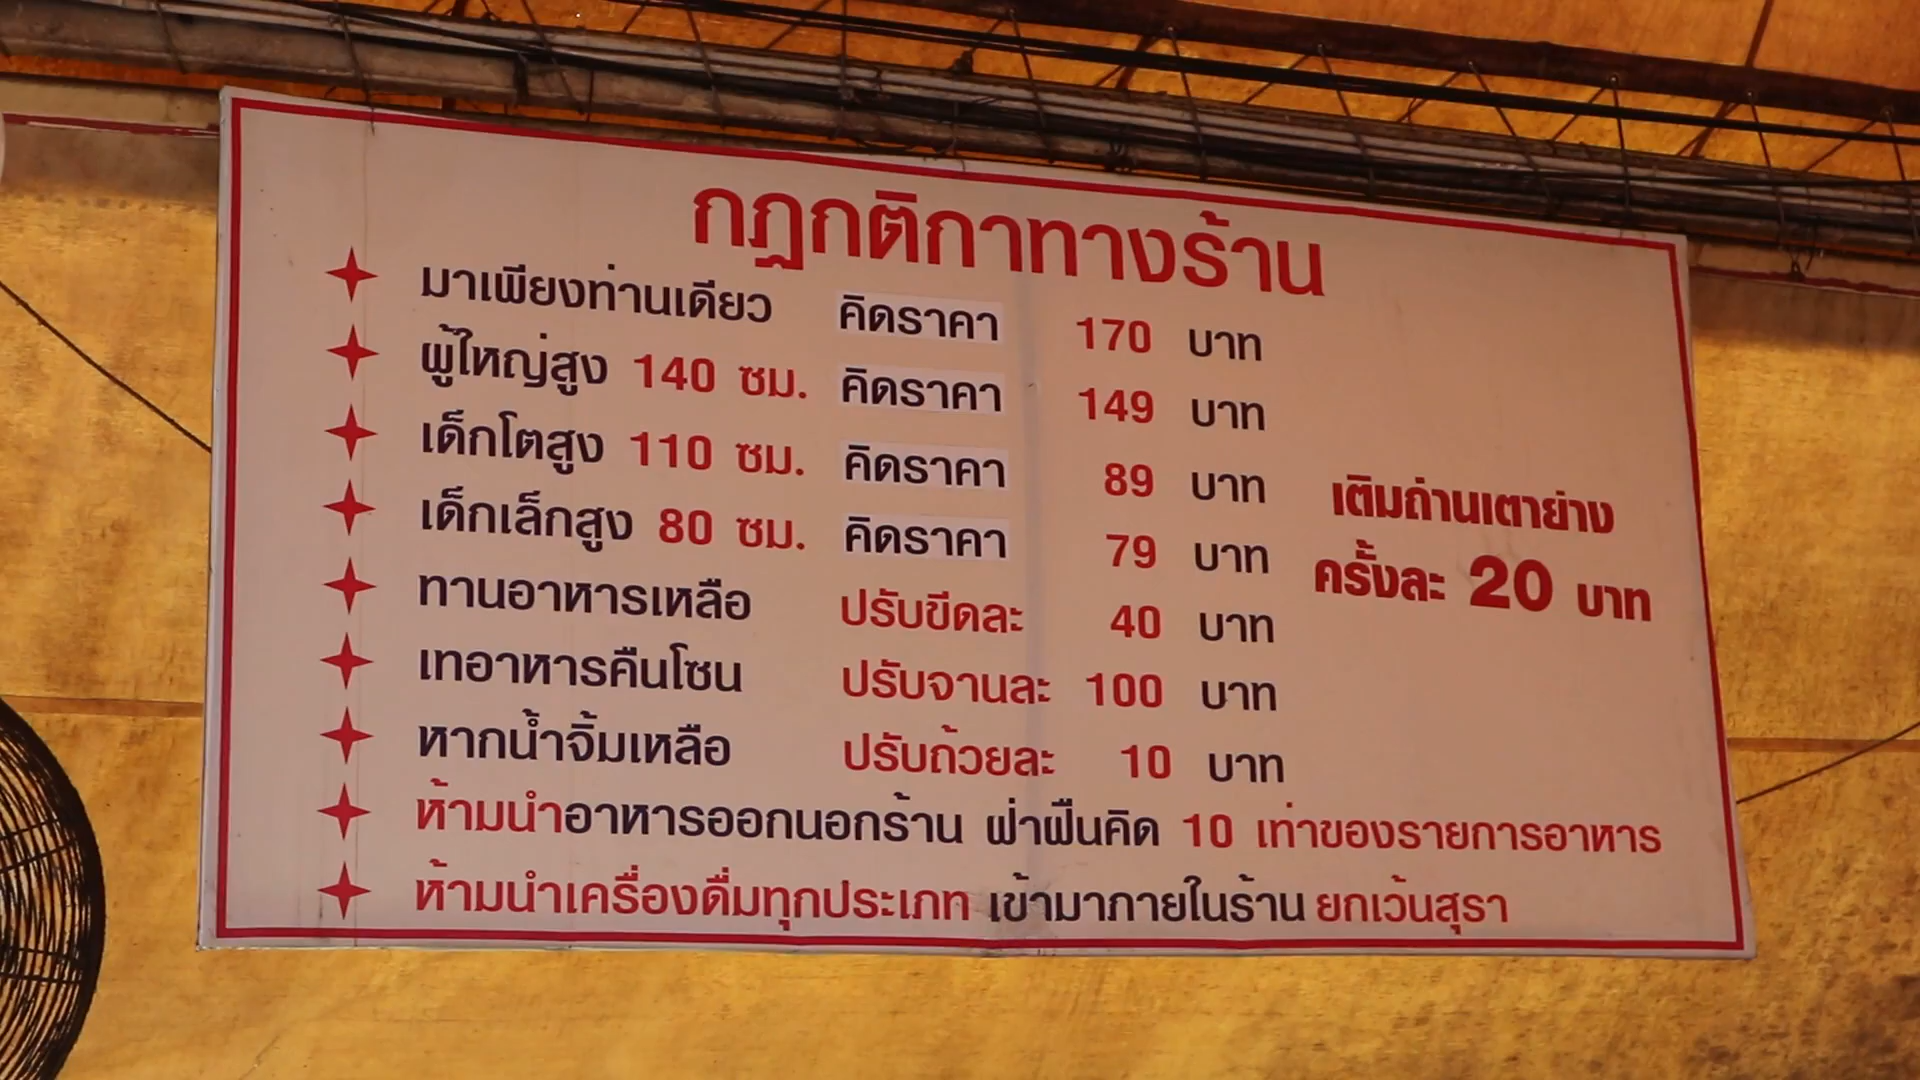 กฎกติกาทางร้าน
มาเพียงท่านเดียว คิดราคา 170 บาท
ผู้ใหญ่สูง 140 ซม. คิดราคา 149 บาท
เด็กโตสูง 110 ซม. คิดราคา 89 บาท
เด็กเล็กสูง 80 ซม. คิดราคา 79 บาท
เติมถ่านเตาย่าง
ครั้งละ 20 บาท
ทานอาหารเหลือ ปรับขีดละ 40 บาท
เทอาหารคืนโซน ปรับจานละ 100 บาท
หากน้ำจิ้มเหลือ ปรับถ้วยละ 10 บาท
ห้ามนำอาหารออกนอกร้าน ฝ่าฝืนคิด 10 เท่าของรายการอาหาร
ห้ามนำเครื่องดื่มทุกประเภท เข้ามาภายในร้าน ยกเว้นสุรา